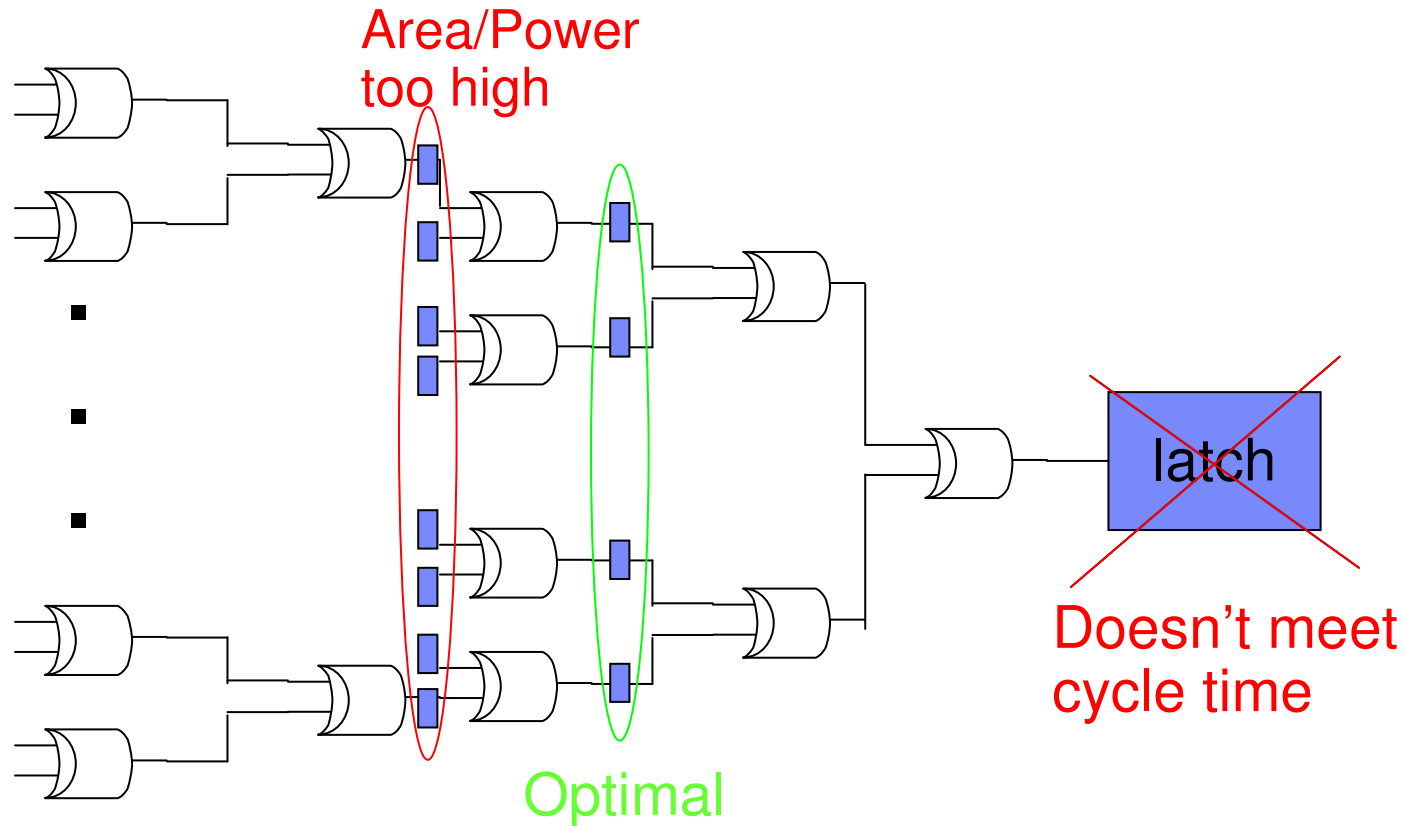 Area/Power
too high
latch
Doesn't meet
cycle time
Optimal